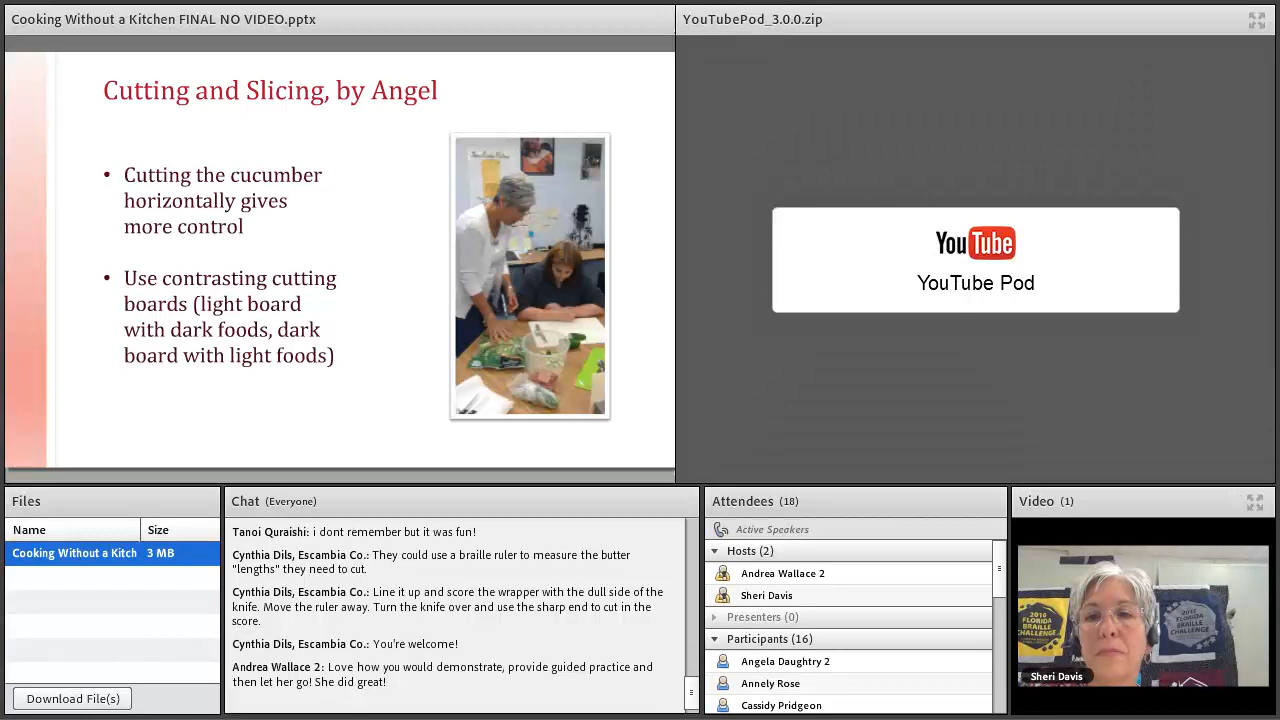 Cooking Without a Kitchen FINAL NO VIDEO.pptx
YouTubePod_3.0.0.zip
Cutting and Slicing, by Angel
• Cutting the cucumber
horizontally gives
more control
• Use contrasting cutting
boards (light board
with dark foods, dark
board with light foods)
YouTube
YouTube Pod
Files
Name Size
Cooking Without a Kitch 3 MB
Download File(s)
Chat (Everyone)
Tanoi Quraishi: i dont remember but it was fun!
Cynthia Dils, Escambia Co.: They could use a braille ruler to measure the butter
"lengths" they need to cut.
Cynthia Dils, Escambia Co.: Line it up and score the wrapper with the dull side of the
knife. Move the ruler away. Turn the knife over and use the sharp end to cut in the
score.
Cynthia Dils, Escambia Co.: You're welcome!
Andrea Wallace 2: Love how you would demonstrate, provide guided practice and
then let her go! She did great!
Attendees (18)
Active Speakers
Hosts (2)
Andrea Wallace 2
Sheri Davis
Presenters (0)
Participants (16)
Angela Daughtry 2
Annely Rose
Cassidy Pridgeon
Video (1)
2018
FLORIDA
BRAILLE
CHALLENGE
Sheri Davis